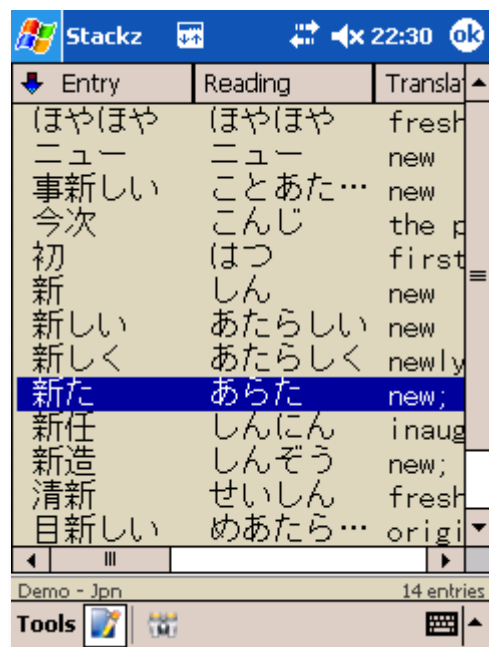 Stackz 22:30 ok
Entry Reading Transla
ほやほや ほやほや fresh
ニュー ニュー new
事新しい ことあた… new
今次 こんじ the p
初 はつ first
新 しん new
新しい あたらしい new
新しく あたらしく newly
新た あらた new;
新任 しんにん inaug
新造 しんぞう new;
清新 せいしん fresh
目新しい めあたら… origi
Demo - Jpn 14 entries
Tools